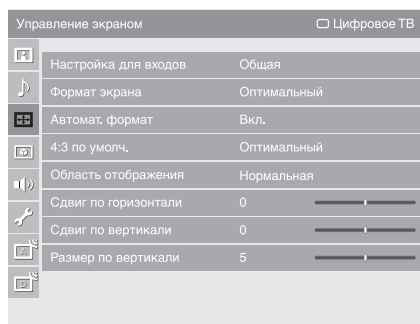 Управление экраном Цифровое ТВ
Настройка для входов Общая
Формат экрана Оптимальный
Автомат. формат Вкл.
4:3 по умолч. Оптимальный
Область отображения Нормальная
Сдвиг по горизонтали 0
Сдвиг по вертикали 0
Размер по вертикали 5